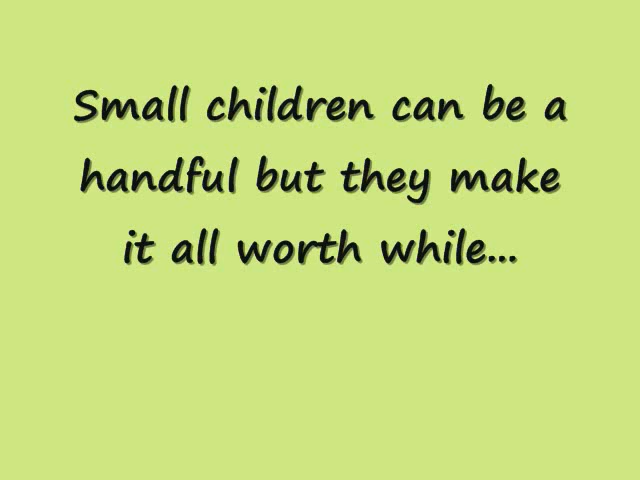 Small children can be a
handful but they make
it all worth while...